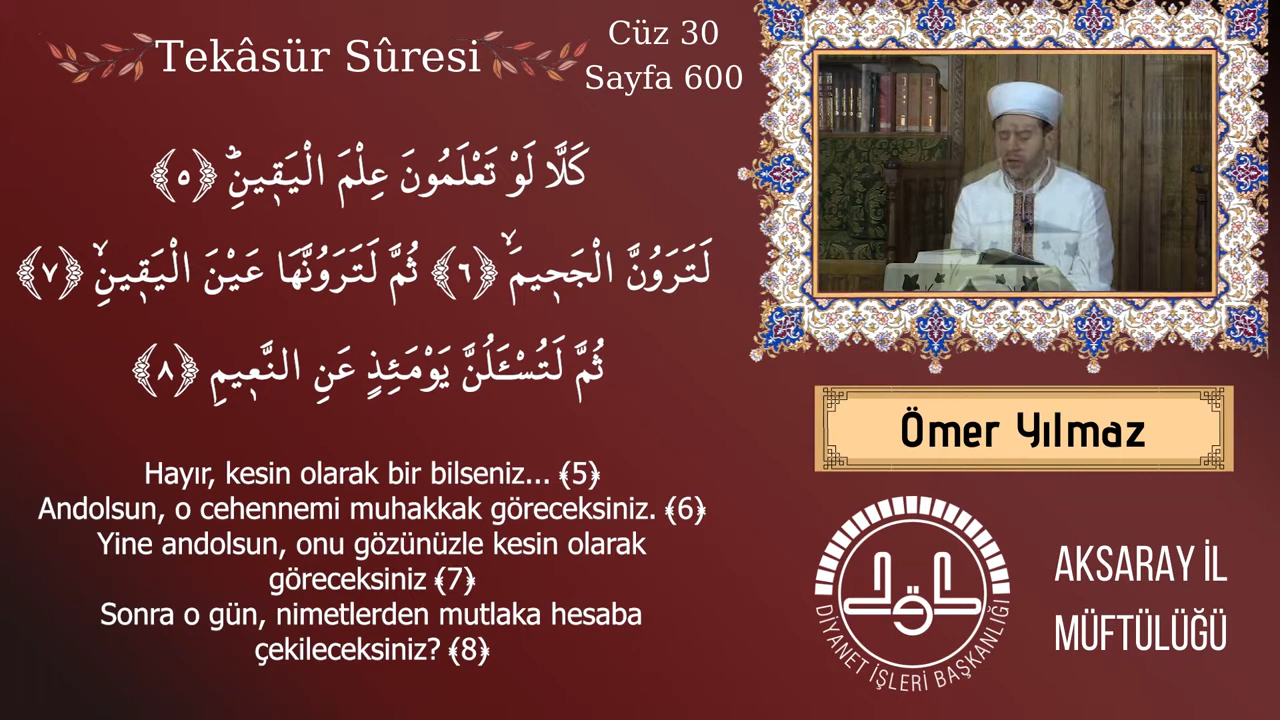 Tekâsür Sûresi
Cüz 30
Sayfa 600
كَلَّا لَوْ تَعْلَمُونَ عِلْمَ الْيَقٖينِؕ ﴿٥﴾
لَتَرَوُنَّ الْجَحٖيمَۙ ﴿٦﴾ ثُمَّ لَتَرَوُنَّهَا عَيْنَ الْيَقٖينِۙ ﴿٧﴾
ثُمَّ لَتُسْـَٔلُنَّ يَوْمَئِذٍ عَنِ النَّعٖيمِ ﴿٨﴾
Hayır, kesin olarak bir bilseniz... ﴾5﴿
Andolsun, o cehennemi muhakkak göreceksiniz. ﴾6﴿
Yine andolsun, onu gözünüzle kesin olarak
göreceksiniz ﴾7﴿
Sonra o gün, nimetlerden mutlaka hesaba
çekileceksiniz? ﴾8﴿
Ömer Yılmaz
DİYANET İŞLERİ BAŞKANLIĞI
AKSARAY İL
MÜFTÜLÜĞÜ